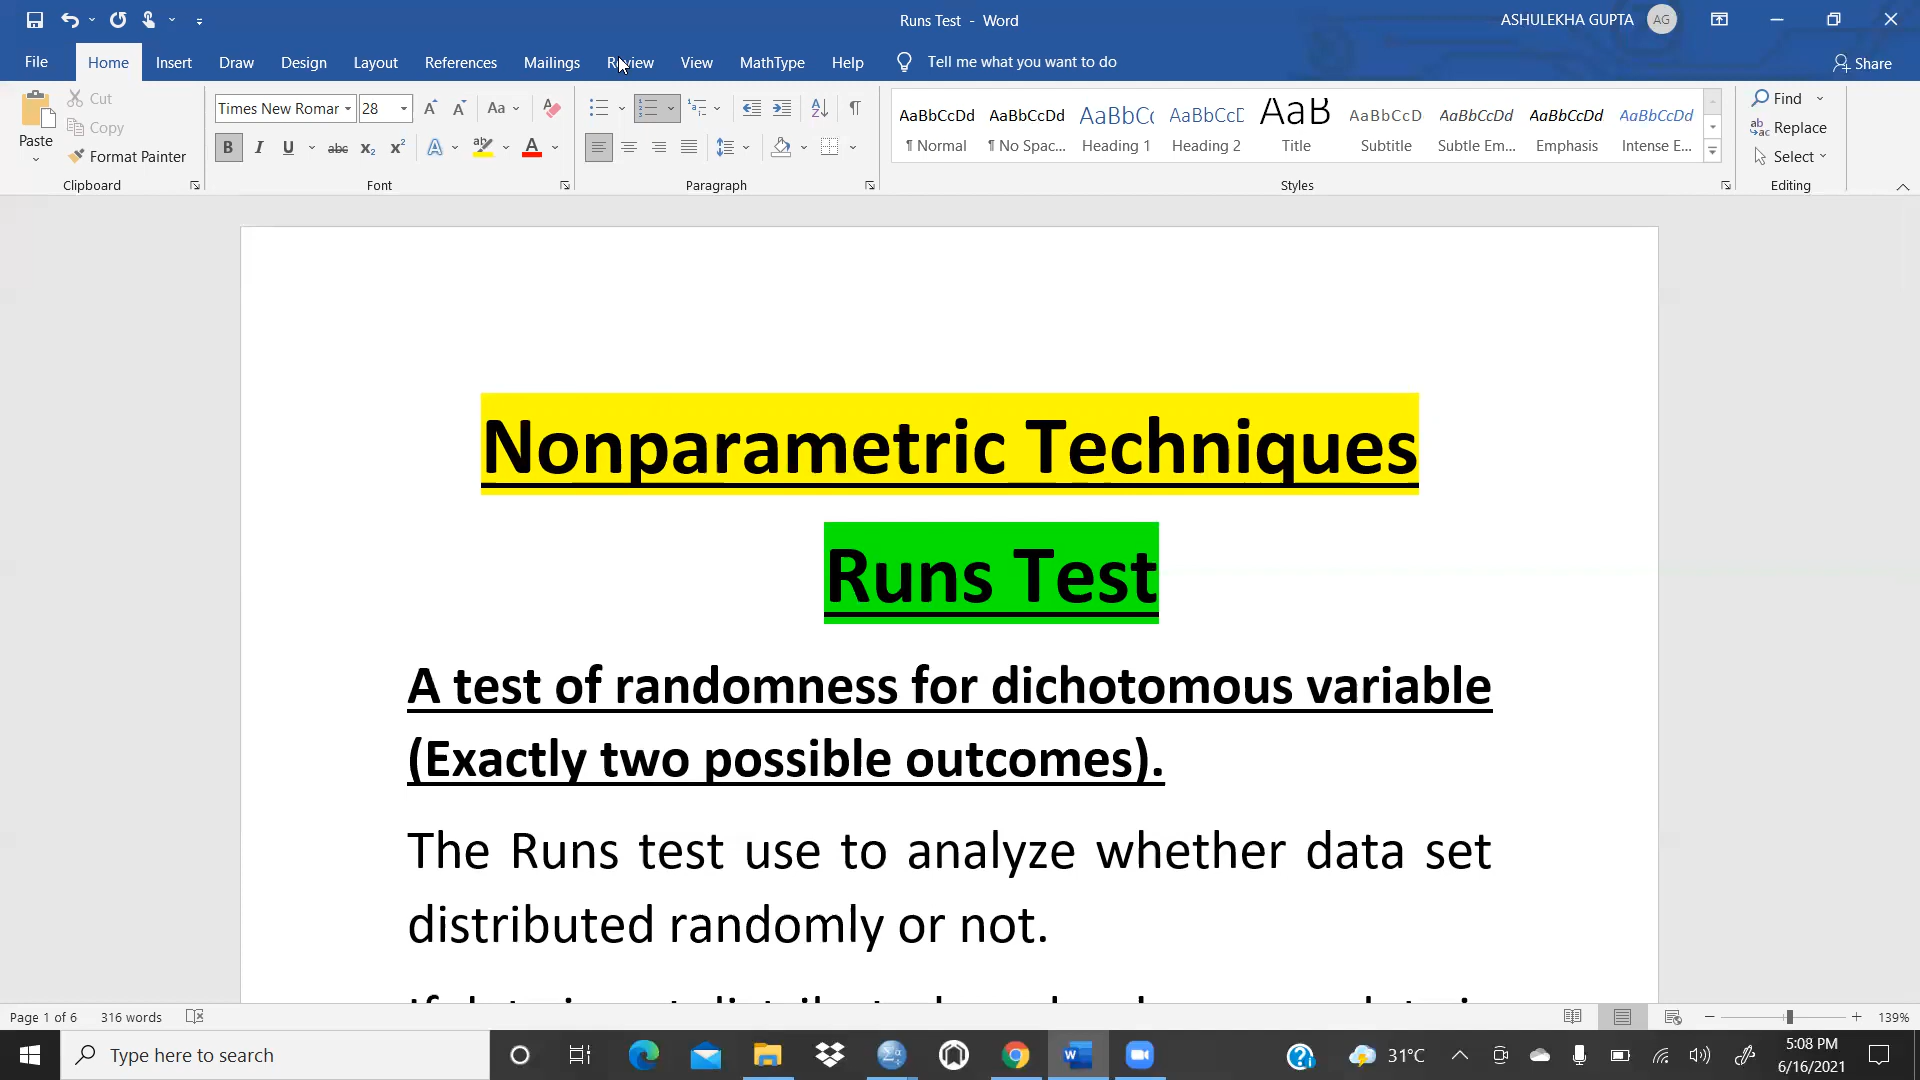 Runs Test - Word
ASHULEKHA GUPTA AG
File Home Insert Draw Design Layout References Mailings Review View MathType Help Tell me what you want to do Share
Paste
Cut
Copy
Format Painter
Clipboard
Times New Romar 28
Font
Paragraph
AaBbCcDd AaBbCcDd AaBbCc AaBbCcD AaB AaBbCcD AaBbCcDd AaBbCcDd AaBbCcDd
¶ Normal ¶ No Spac... Heading 1 Heading 2 Title Subtitle Subtle Em... Emphasis Intense E...
Styles
Find
Replace
Select
Editing
Nonparametric Techniques
Runs Test
A test of randomness for dichotomous variable
(Exactly two possible outcomes).
The Runs test use to analyze whether data set
distributed randomly or not.
Page 1 of 6 316 words 139%
Type here to search
31°C
5:08 PM
6/16/2021